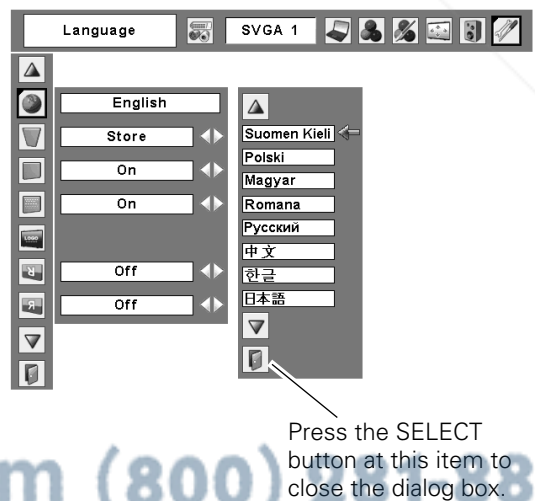 Language
SVGA 1
English
Store
On
On
LOGO
Off
Off
Suomen Kieli
Polski
Magyar
Romana
Русский
中文
한글
日本語
Press the SELECT
button at this item to
close the dialog box.
m (800)